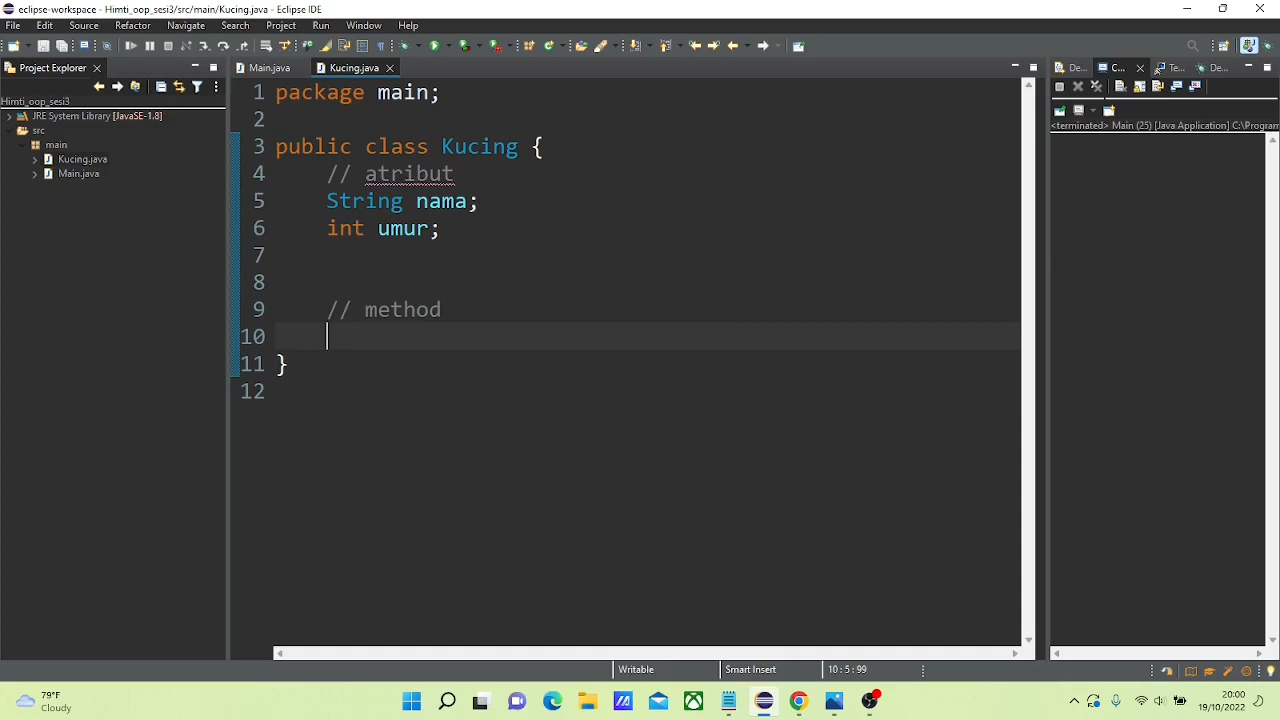 eclipse-workspace - Himti_oop_sesi3/src/main/Kucing.java - Eclipse IDE
File Edit Source Refactor Navigate Search Project Run Window Help
Project Explorer
Main.java
Kucing.java
De...
C...
Te...
De...
Himti_oop_sesi3
JRE System Library [JavaSE-1.8]
src
main
Kucing.java
Main.java
1 package main;
2
3 public class Kucing {
4 // atribut
5 String nama;
6 int umur;
7
8
9 // method
10
11 }
12
<terminated> Main (25) [Java Application] C:\Program
Writable
Smart Insert
10 : 5 : 99
79°F
Cloudy
20:00
19/10/2022